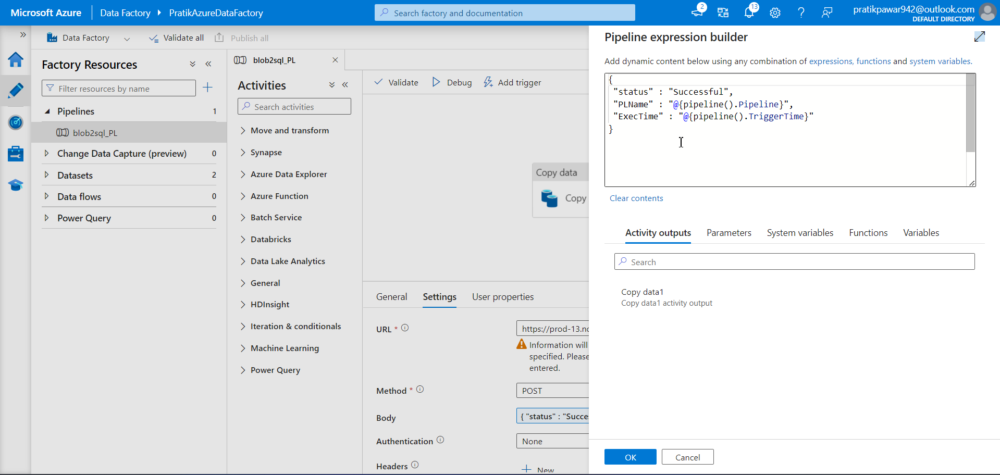 Microsoft Azure
Data Factory
PratikAzureDataFactory
Search factory and documentation
2
13
pratikpawar942@outlook.com
DEFAULT DIRECTORY
Data Factory
Validate all
Publish all
Factory Resources
Filter resources by name
Pipelines 1
blob2sql_PL
Change Data Capture (preview) 0
Datasets 2
Data flows 0
Power Query 0
blob2sql_PL
Activities
Search activities
Move and transform
Synapse
Azure Data Explorer
Azure Function
Batch Service
Databricks
Data Lake Analytics
General
HDInsight
Iteration & conditionals
Machine Learning
Power Query
Validate
Debug
Add trigger
Copy data
Copy
General
Settings
User properties
URL *
https://prod-13.nc
Information will
specified. Please
entered.
Method *
POST
Body
{ "status" : "Succe
Authentication
None
Headers
New
Pipeline expression builder
Add dynamic content below using any combination of expressions, functions and system variables.
{
"status" : "Successful",
"PLName" : "@{pipeline().Pipeline}",
"ExecTime" : "@{pipeline().TriggerTime}"
}
Clear contents
Activity outputs
Parameters
System variables
Functions
Variables
Search
Copy data1
Copy data1 activity output
OK
Cancel